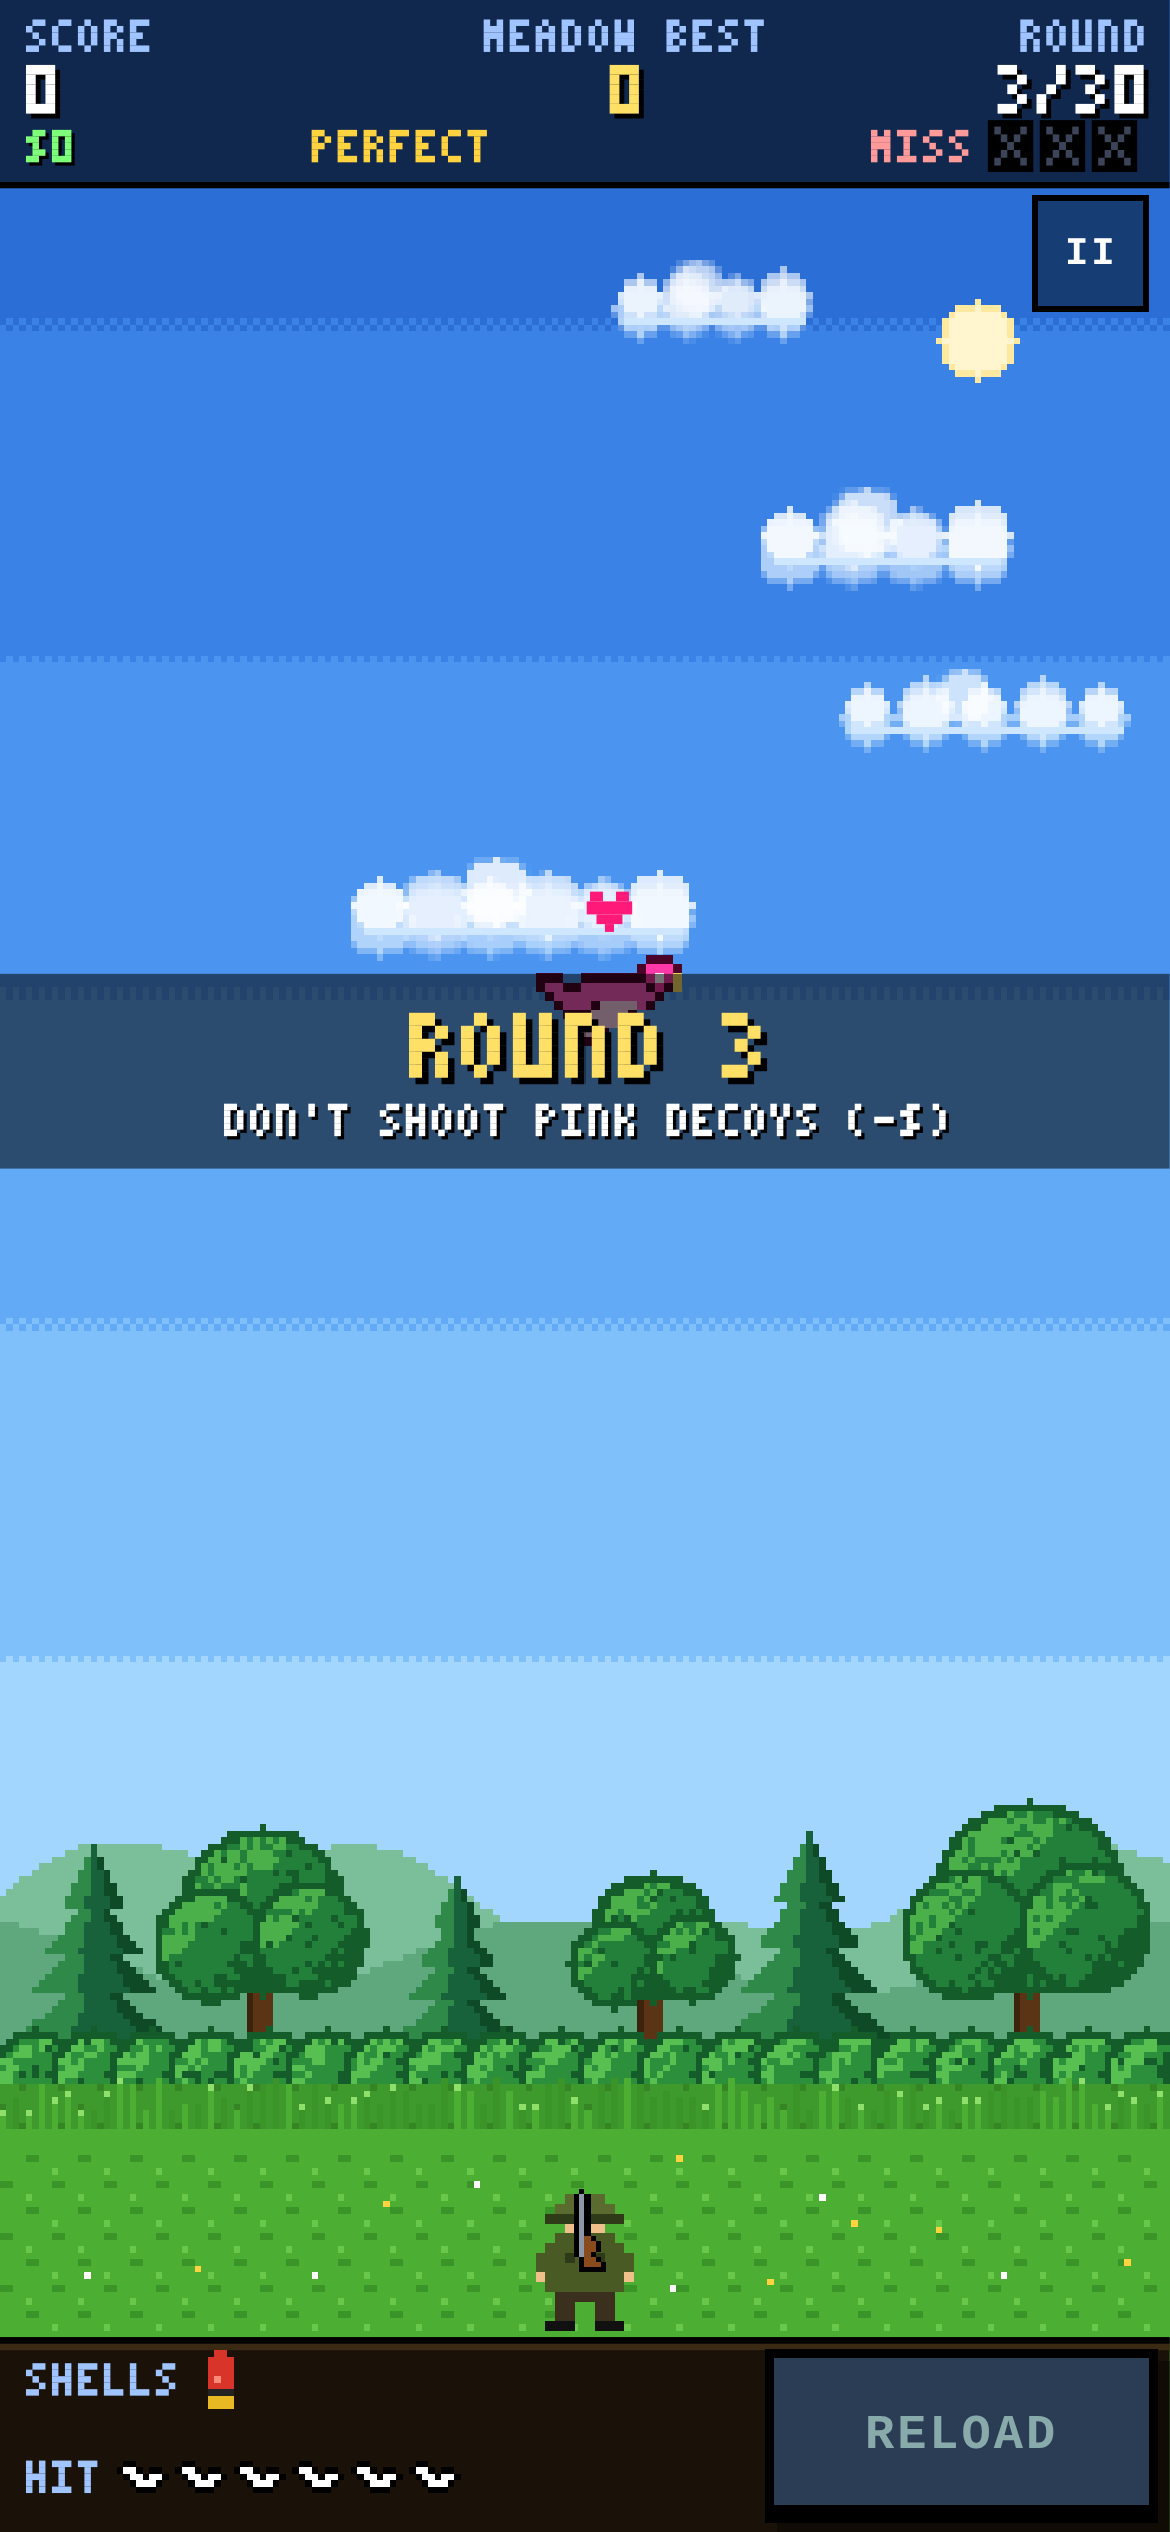 SCORE MEADOW BEST ROUND
0 0 3/30
$0 PERFECT MISS X X X
II
ROUND 3
DON'T SHOOT PINK DECOYS (-$)
SHELLS
RELOAD
HIT